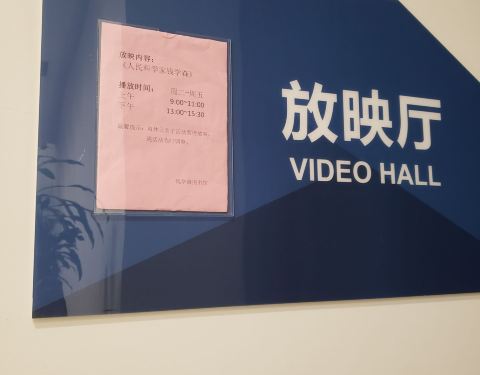 放映内容:
《人民科学家钱学森》
播放时间: 周二~周五
上午 9:00~11:00
下午 13:00~15:30
放映厅
VIDEO HALL